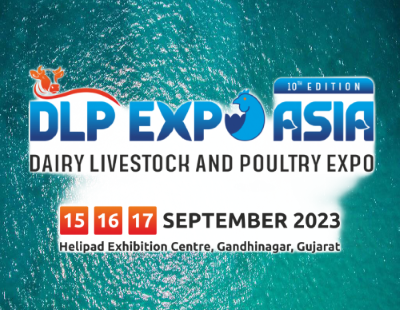 10TH EDITION
DLP EXPO ASIA
DAIRY LIVESTOCK AND POULTRY EXPO
15 16 17 SEPTEMBER 2023
Helipad Exhibition Centre, Gandhinagar, Gujarat